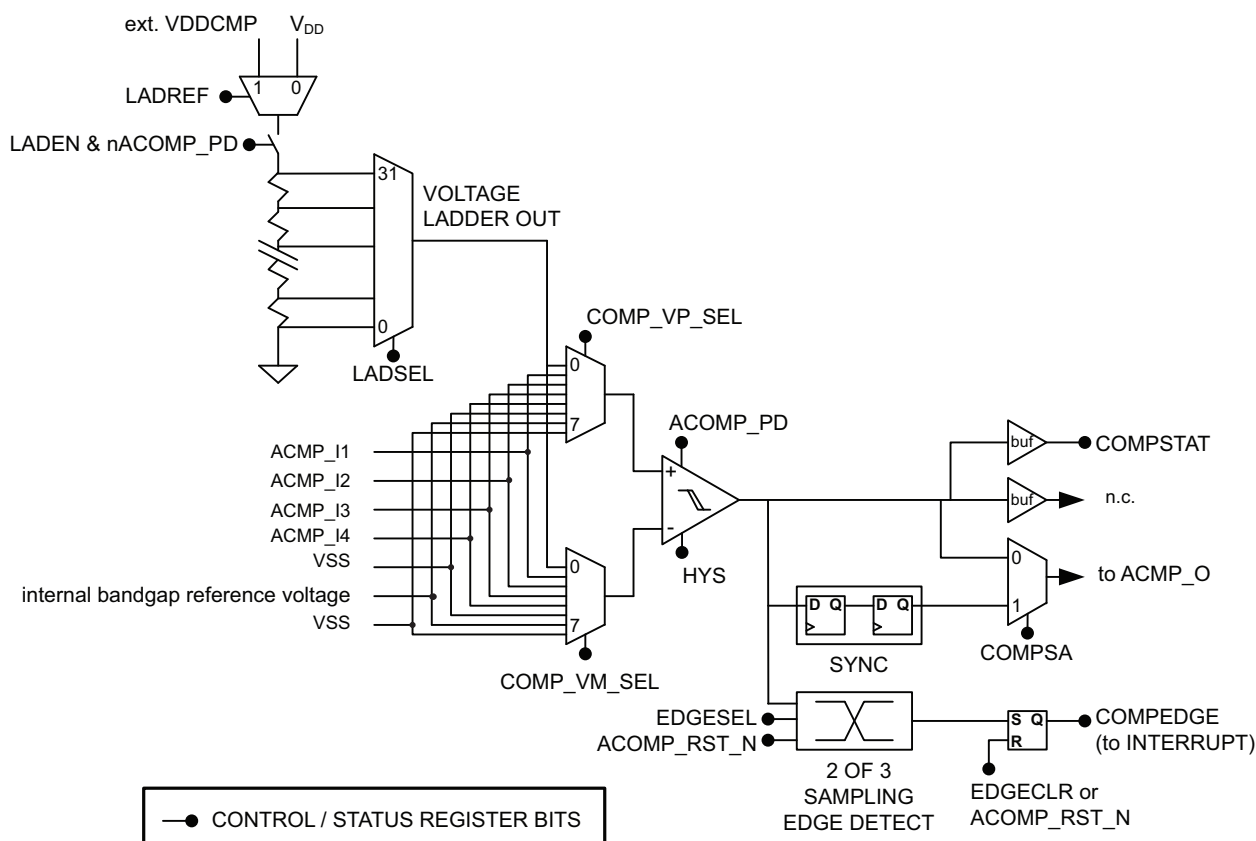 ext. VDDCMP
VDD
1
0
LADREF
LADEN & nACOMP_PD
31
VOLTAGE
LADDER OUT
0
LADSEL
COMP_VP_SEL
0
7
ACMP_I1
ACMP_I2
ACMP_I3
ACMP_I4
VSS
internal bandgap reference voltage
VSS
0
7
COMP_VM_SEL
ACOMP_PD
+
-
HYS
buf
COMPSTAT
buf
n.c.
0
1
to ACMP_O
COMPSA
D Q
D Q
SYNC
EDGESEL
ACOMP_RST_N
2 OF 3
SAMPLING
EDGE DETECT
S Q
R
COMPEDGE
(to INTERRUPT)
EDGECLR or
ACOMP_RST_N
CONTROL / STATUS REGISTER BITS